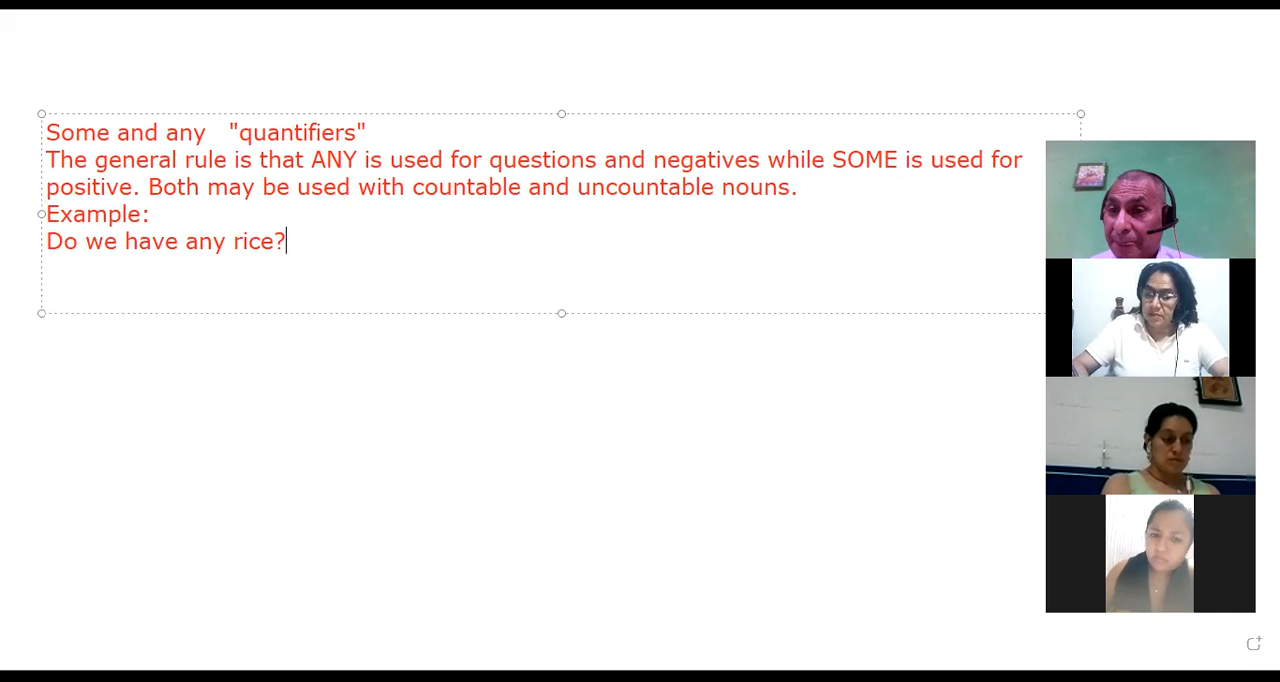 Some and any   "quantifiers"
The general rule is that ANY is used for questions and negatives while SOME is used for
positive. Both may be used with countable and uncountable nouns.
Example:
Do we have any rice?